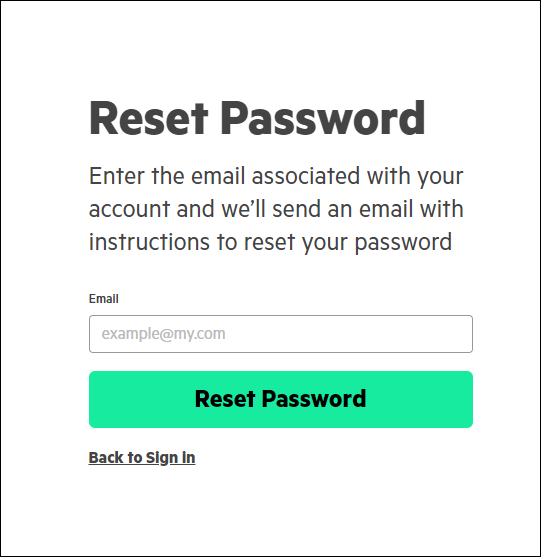 Reset Password
Enter the email associated with your
account and we’ll send an email with
instructions to reset your password
Email
example@my.com
Reset Password
Back to Sign In